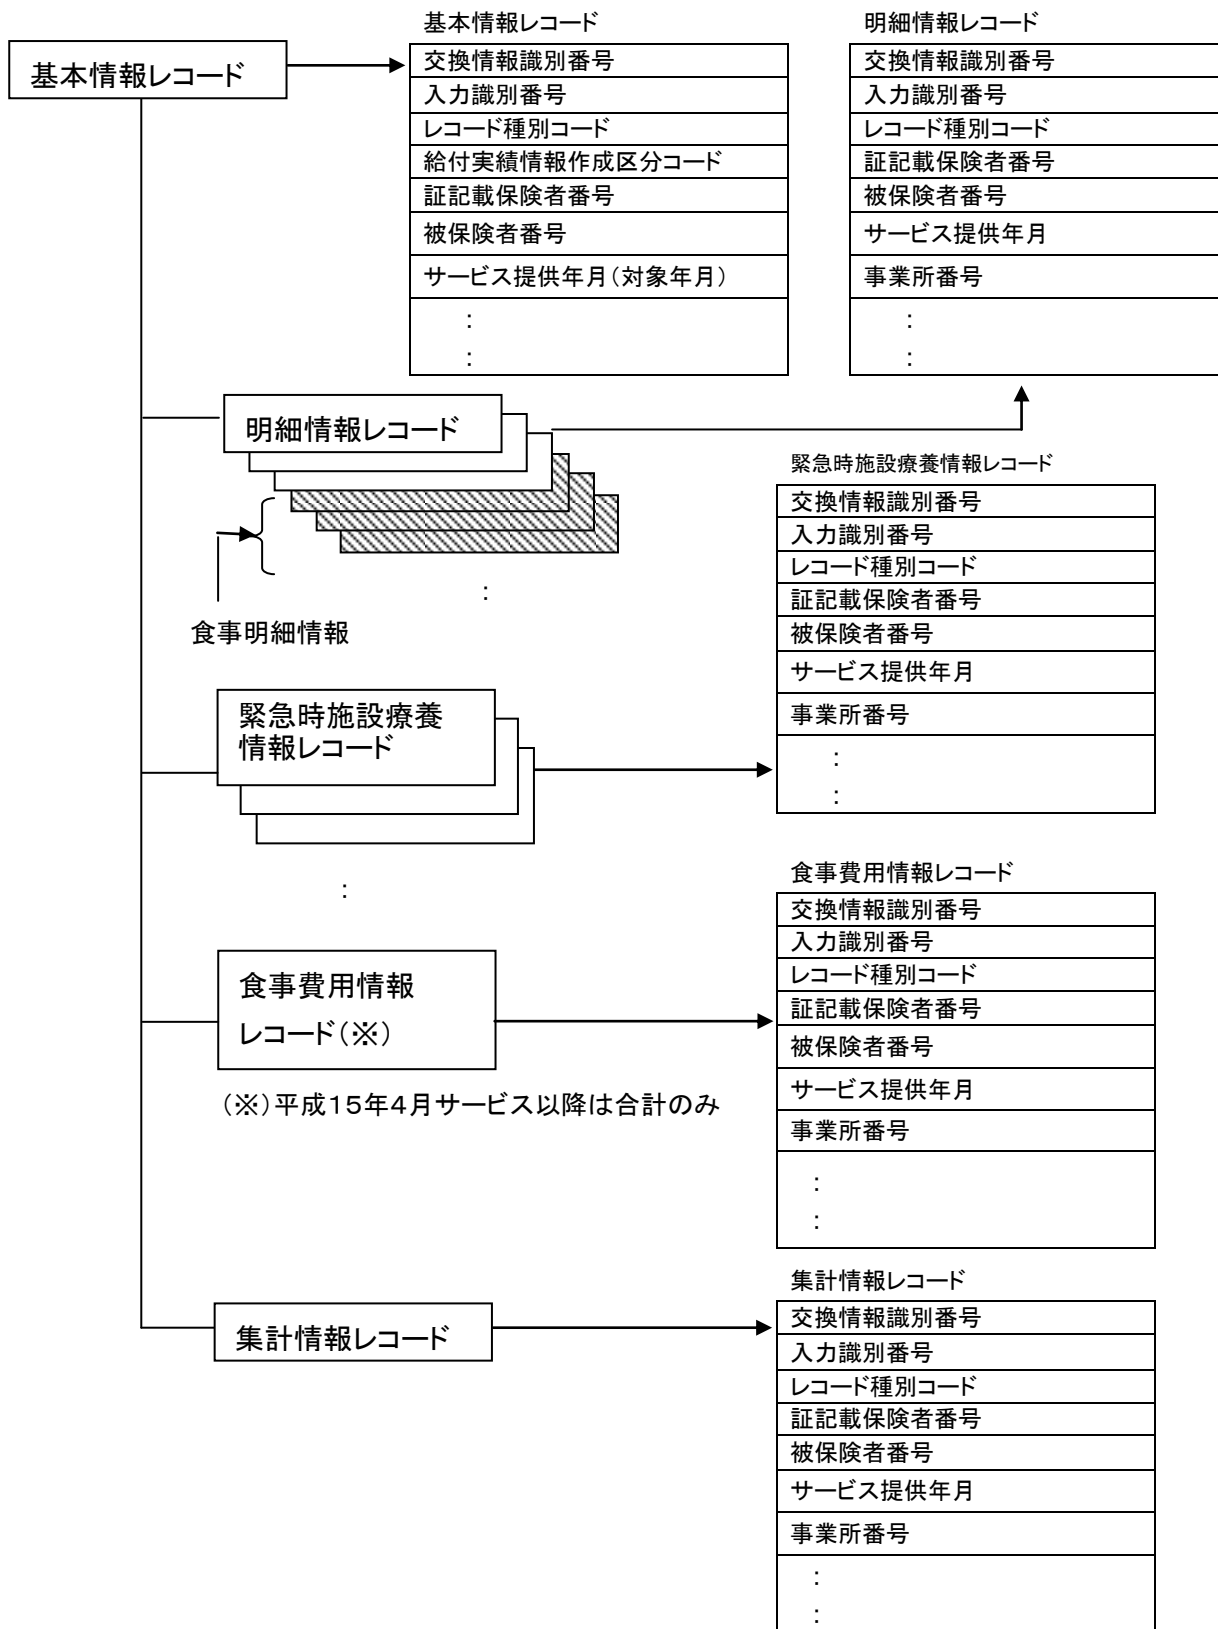 基本情報レコード
基本情報レコード
交換情報識別番号
入力識別番号
レコード種別コード
給付実績情報作成区分コード
証記載保険者番号
被保険者番号
サービス提供年月(対象年月)
:
:
明細情報レコード
交換情報識別番号
入力識別番号
レコード種別コード
証記載保険者番号
被保険者番号
サービス提供年月
事業所番号
:
:
明細情報レコード
:
食事明細情報
緊急時施設療養情報レコード
交換情報識別番号
入力識別番号
レコード種別コード
証記載保険者番号
被保険者番号
サービス提供年月
事業所番号
:
:
緊急時施設療養
情報レコード
:
食事費用情報レコード
交換情報識別番号
入力識別番号
レコード種別コード
証記載保険者番号
被保険者番号
サービス提供年月
事業所番号
:
:
食事費用情報
レコード(※)
(※)平成15年4月サービス以降は合計のみ
集計情報レコード
集計情報レコード
交換情報識別番号
入力識別番号
レコード種別コード
証記載保険者番号
被保険者番号
サービス提供年月
事業所番号
:
: